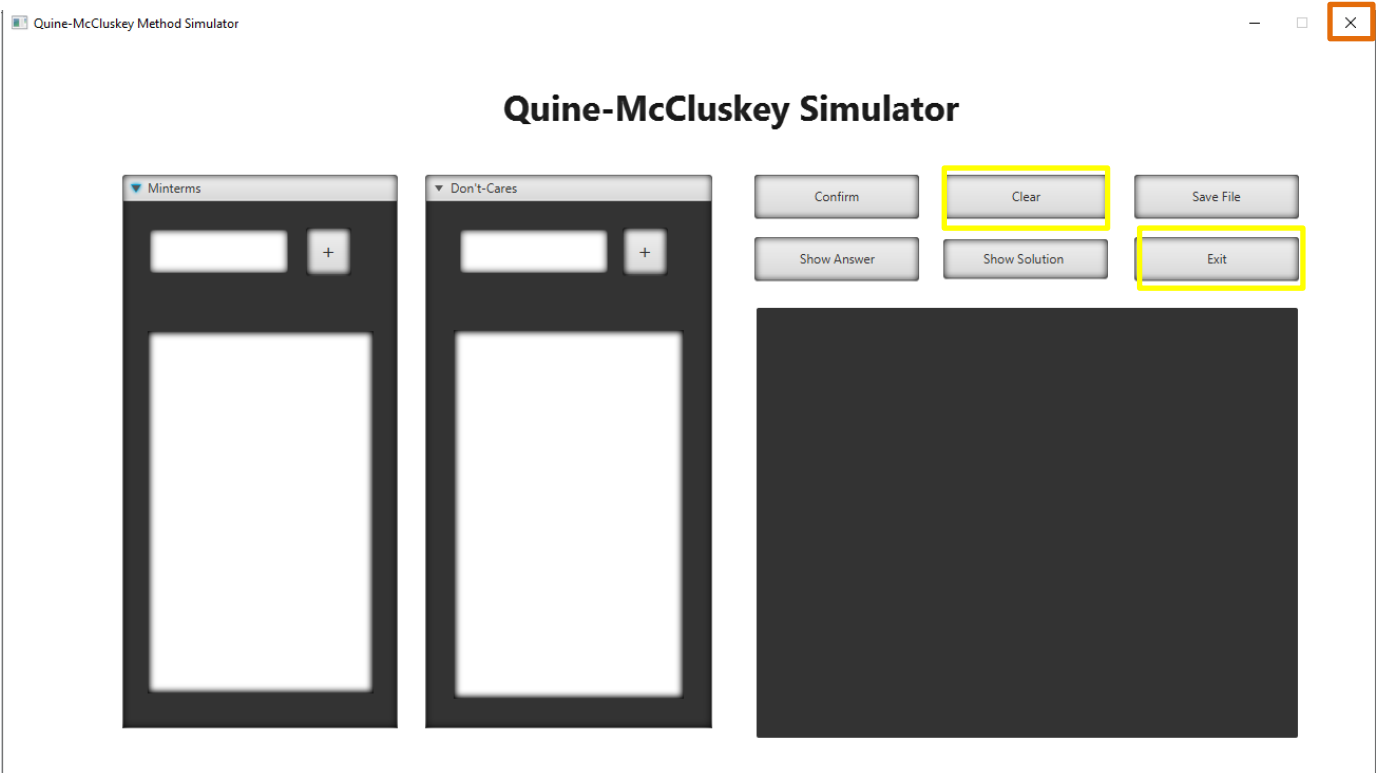 Quine-McCluskey Method Simulator
Quine-McCluskey Simulator
Minterms
+
Don't-Cares
+
Confirm
Clear
Save File
Show Answer
Show Solution
Exit